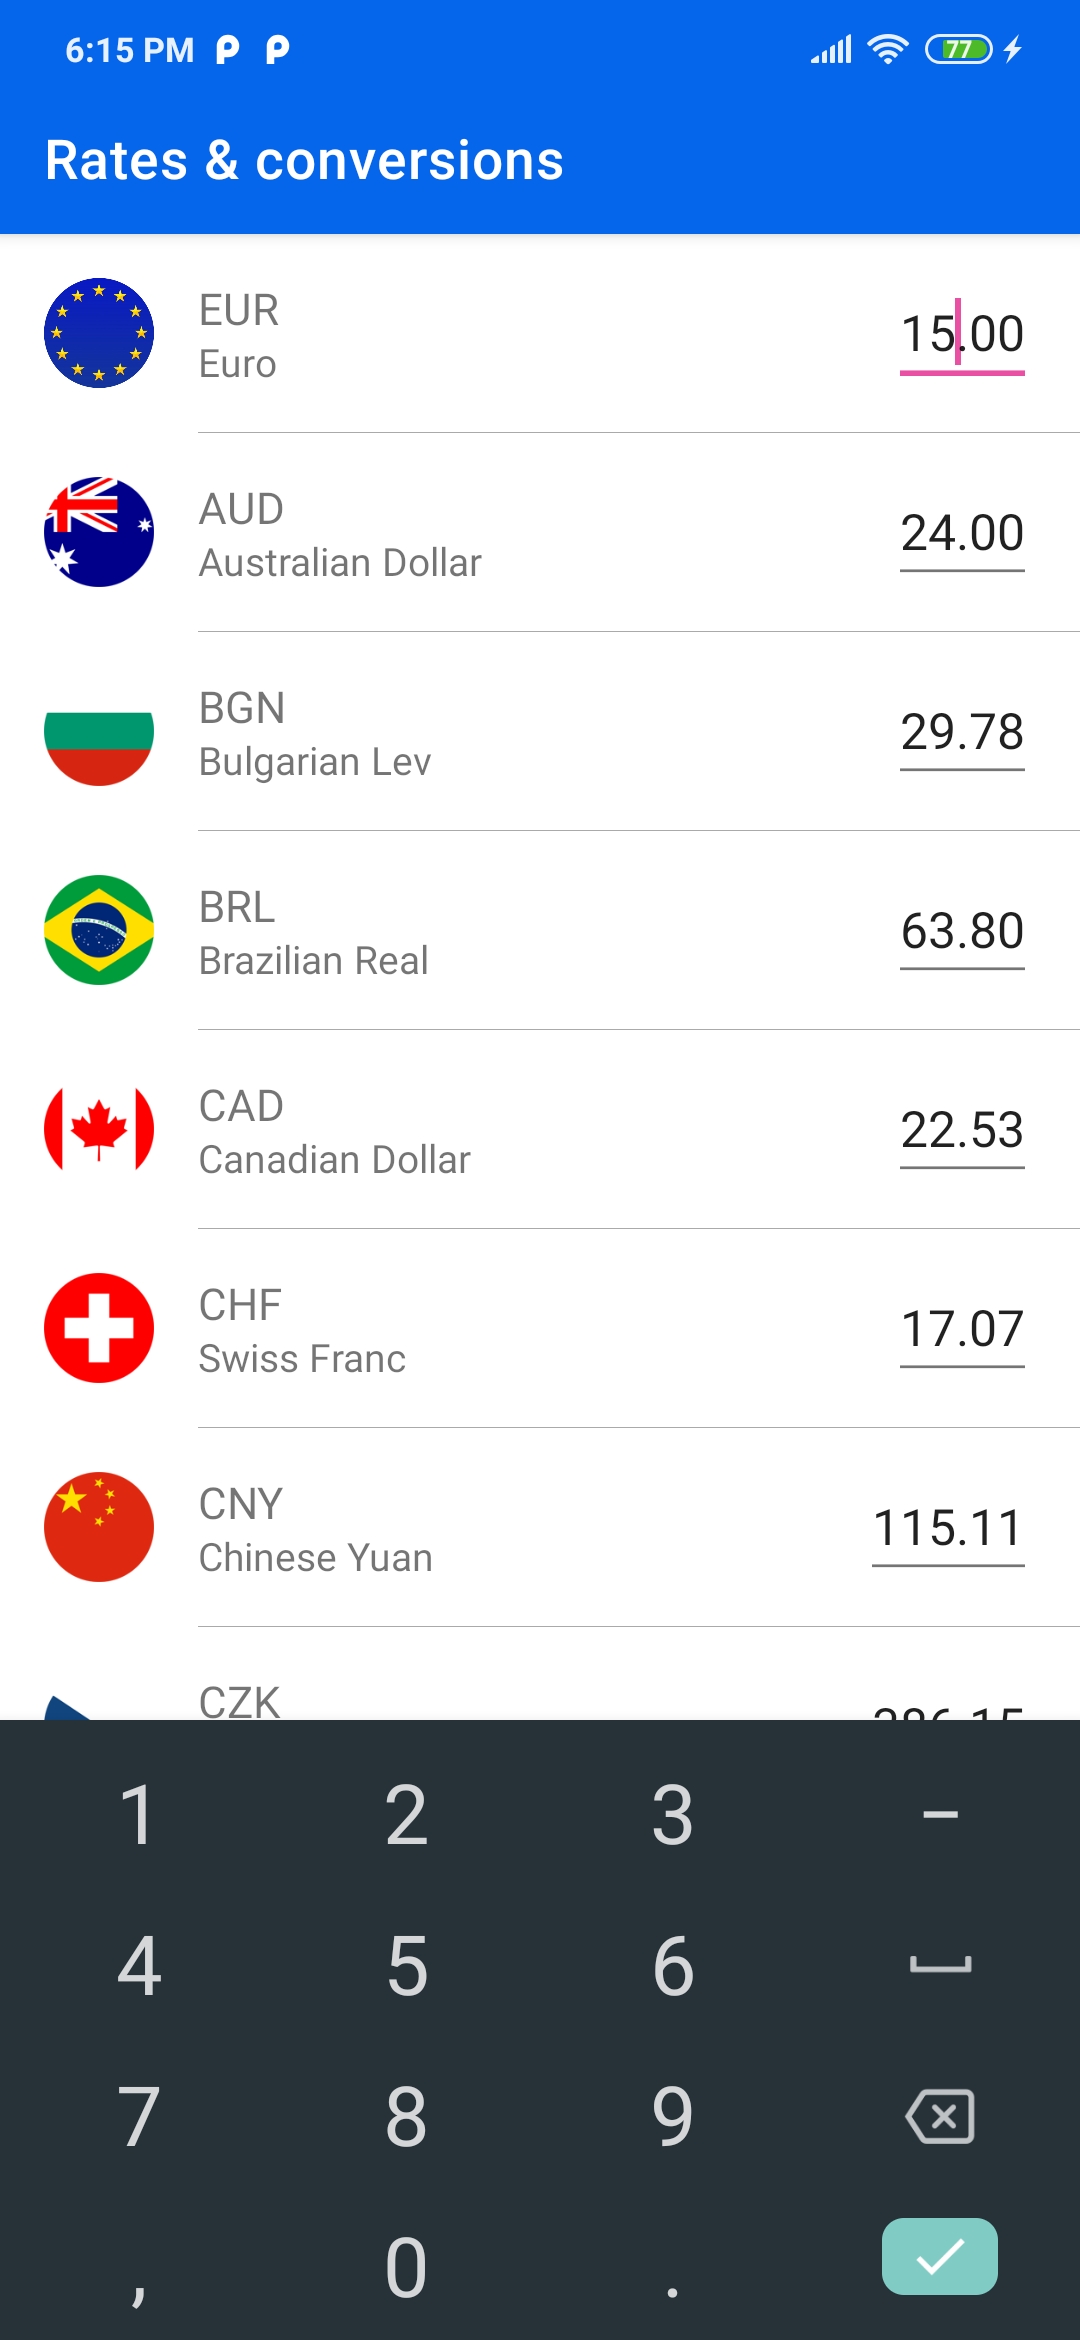 6:15 PM
77
Rates & conversions
EUR
Euro
15.00
AUD
Australian Dollar
24.00
BGN
Bulgarian Lev
29.78
BRL
Brazilian Real
63.80
CAD
Canadian Dollar
22.53
CHF
Swiss Franc
17.07
CNY
Chinese Yuan
115.11
CZK
1 2 3 –
4 5 6
7 8 9
, 0 .